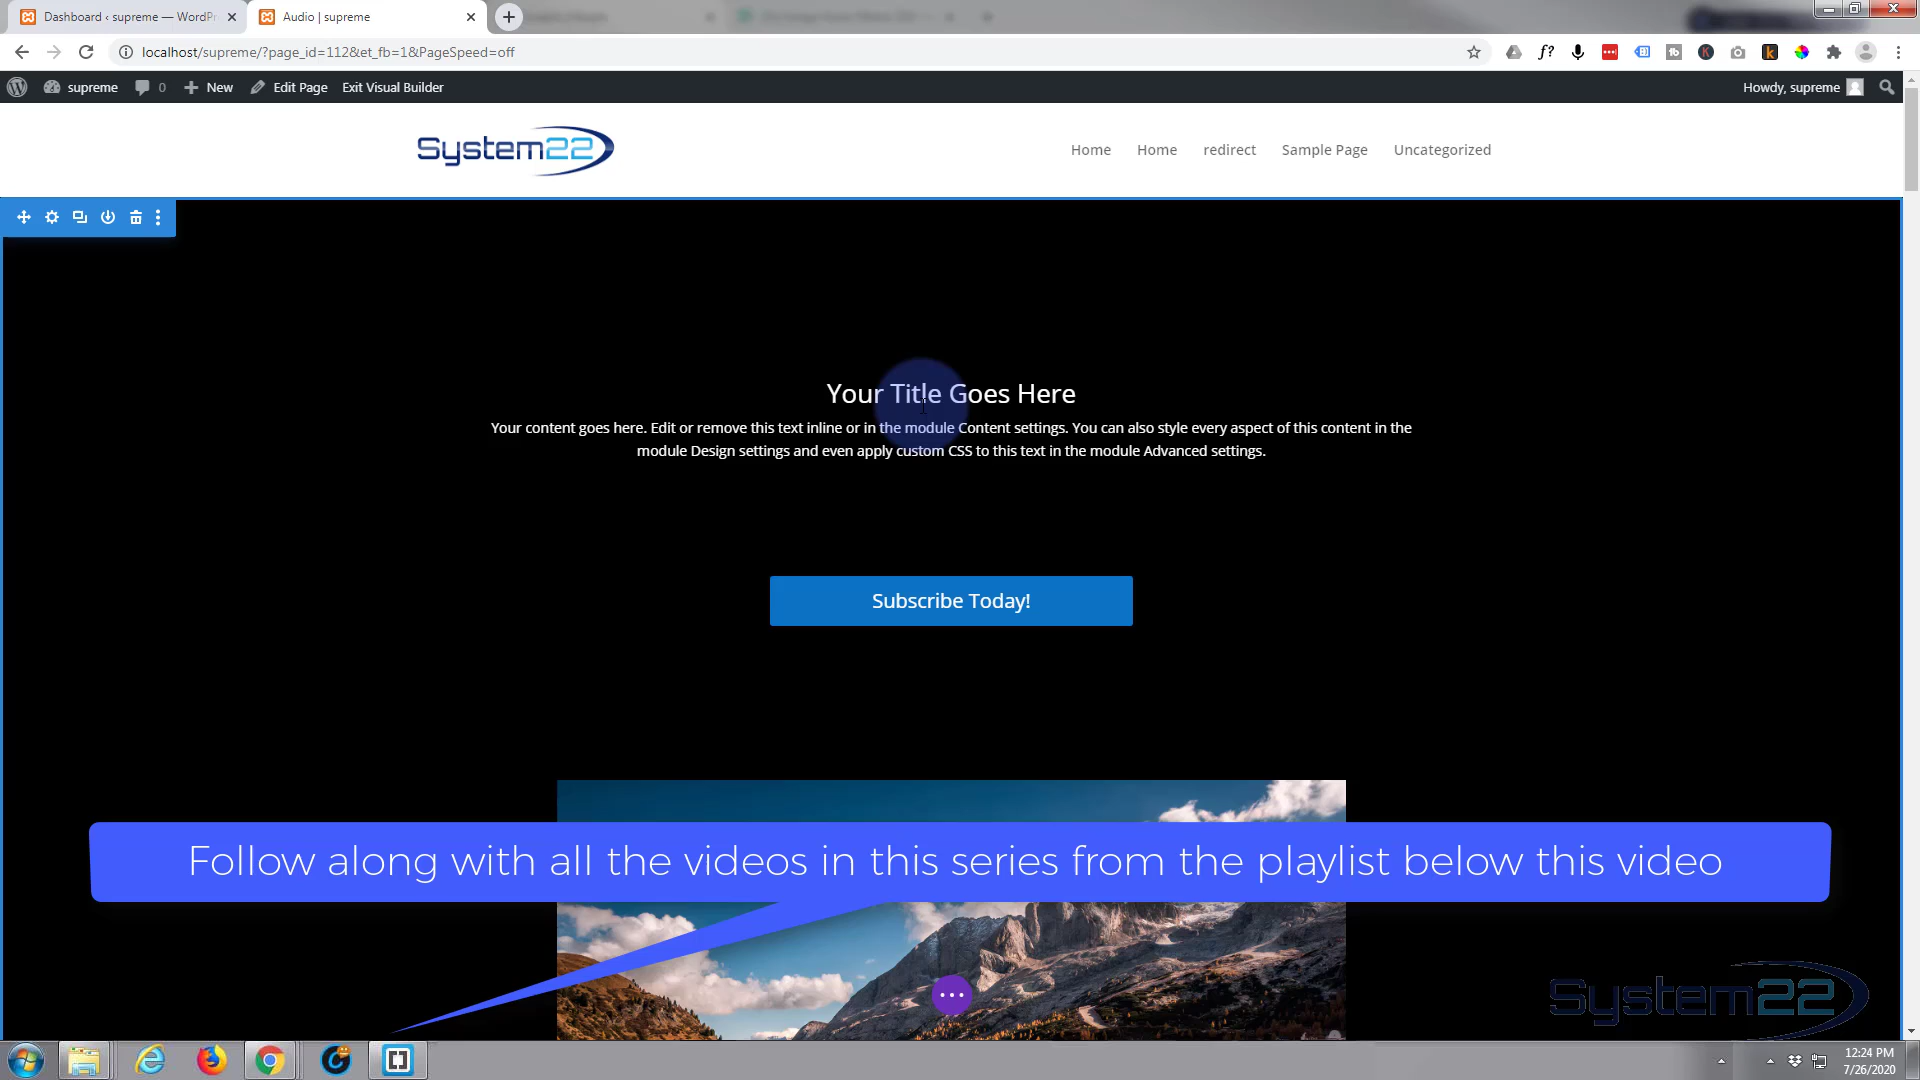 Dashboard ‹ supreme — WordPr
Audio | supreme
localhost/supreme/?page_id=112&et_fb=1&PageSpeed=off
supreme
0
New
Edit Page
Exit Visual Builder
Howdy, supreme
System22
Home
Home
redirect
Sample Page
Uncategorized
Your Title Goes Here
Your content goes here. Edit or remove this text inline or in the module Content settings. You can also style every aspect of this content in the
module Design settings and even apply custom CSS to this text in the module Advanced settings.
Subscribe Today!
Follow along with all the videos in this series from the playlist below this video
System22
12:24 PM
7/26/2020